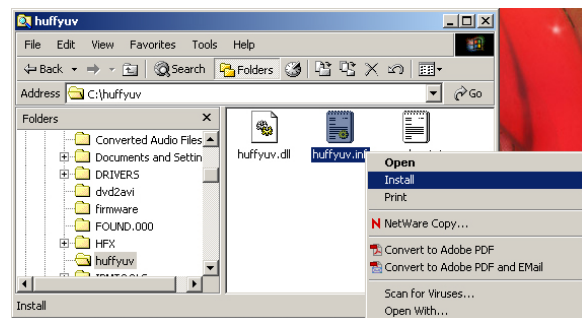 huffyuv
File Edit View Favorites Tools Help
Back Search Folders
Address C:\huffyuv Go
Folders
Converted Audio Files
Documents and Settin
DRIVERS
dvd2avi
firmware
FOUND.000
HFX
huffyuv
huffyuv.dll huffyuv.inf
Open
Install
Print
NetWare Copy...
Convert to Adobe PDF
Convert to Adobe PDF and EMail
Scan for Viruses...
Open With...
Install